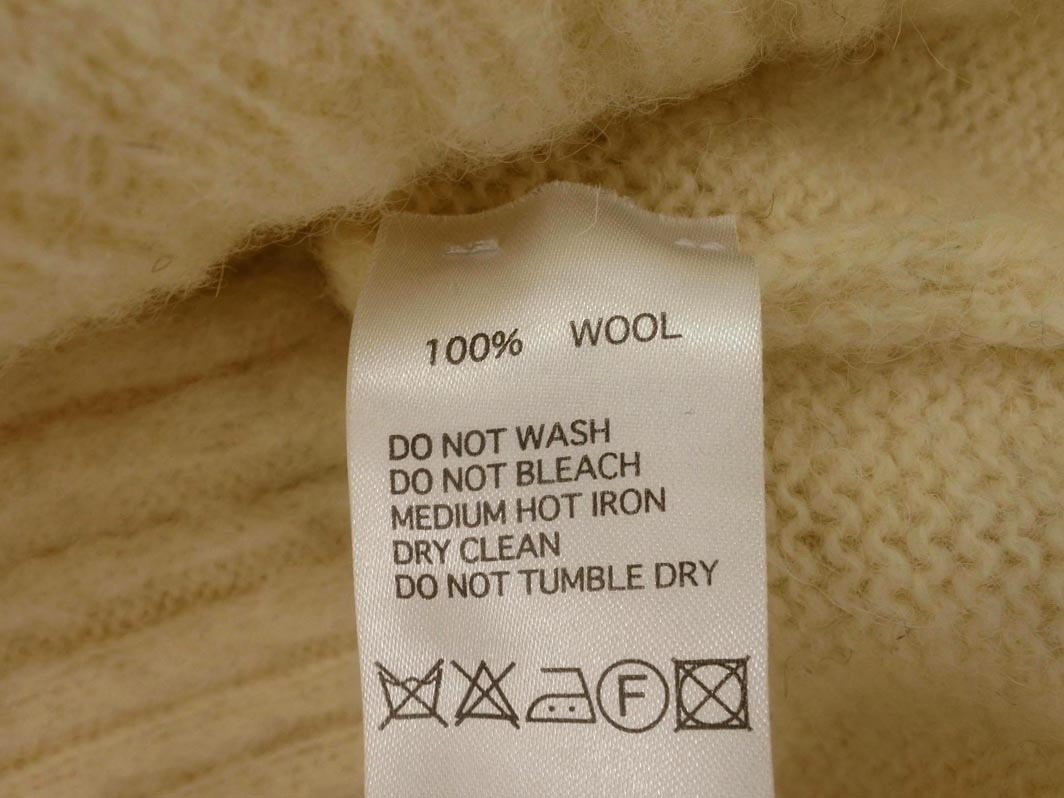 100% WOOL
DO NOT WASH
DO NOT BLEACH
MEDIUM HOT IRON
DRY CLEAN
DO NOT TUMBLE DRY
F